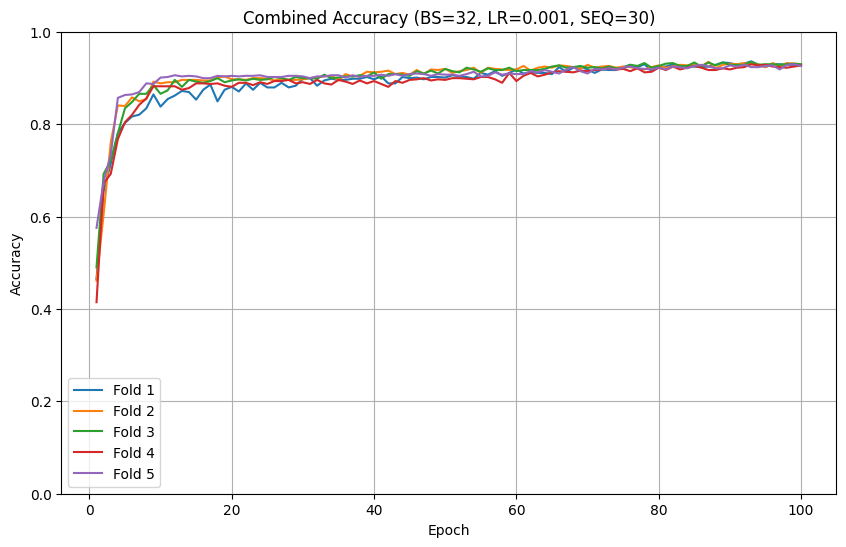 Combined Accuracy (BS=32, LR=0.001, SEQ=30)
1.0
0.8
0.6
0.4
0.2
0.0
Accuracy
Fold 1
Fold 2
Fold 3
Fold 4
Fold 5
0 20 40 60 80 100
Epoch